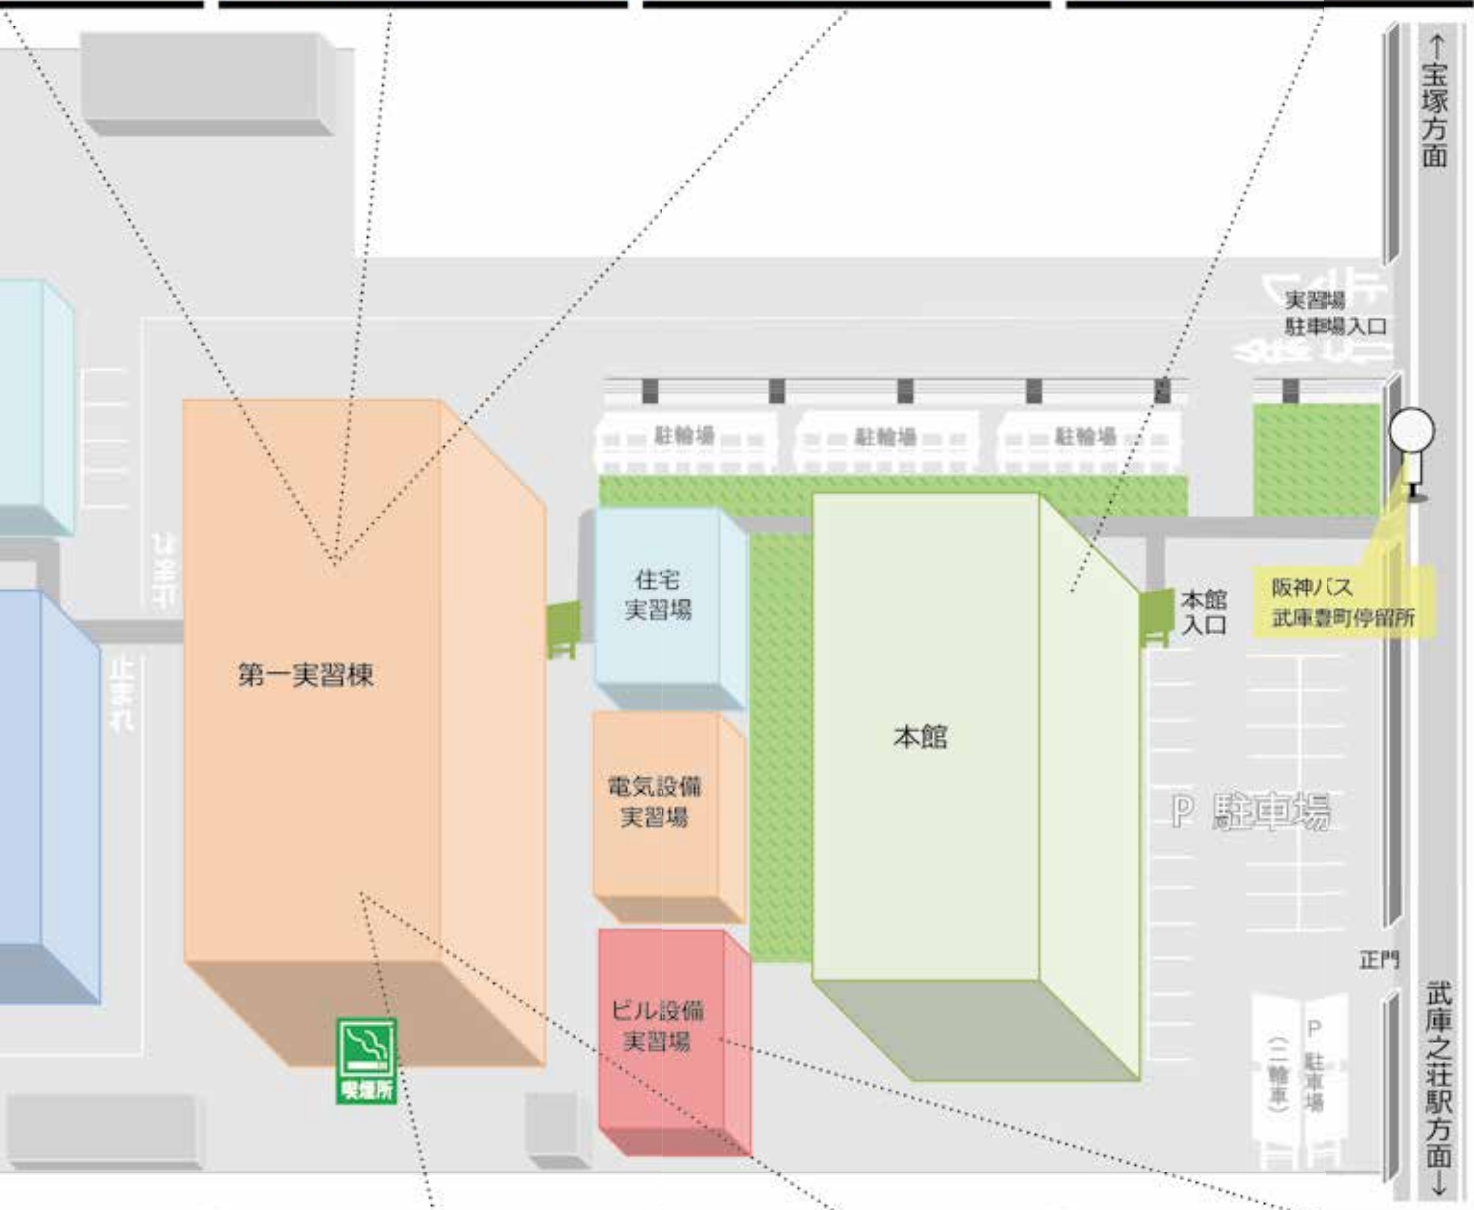 ↑宝塚方面
実習場
駐車場入口
駐輪場
駐輪場
駐輪場
止まれ
住宅
実習場
本館
入口
阪神バス
武庫豊町停留所
第一実習棟
止まれ
本館
電気設備
実習場
P 駐車場
正門
ビル設備
実習場
喫煙所
P 駐車場
(二輪車)
武庫之荘駅方面↓